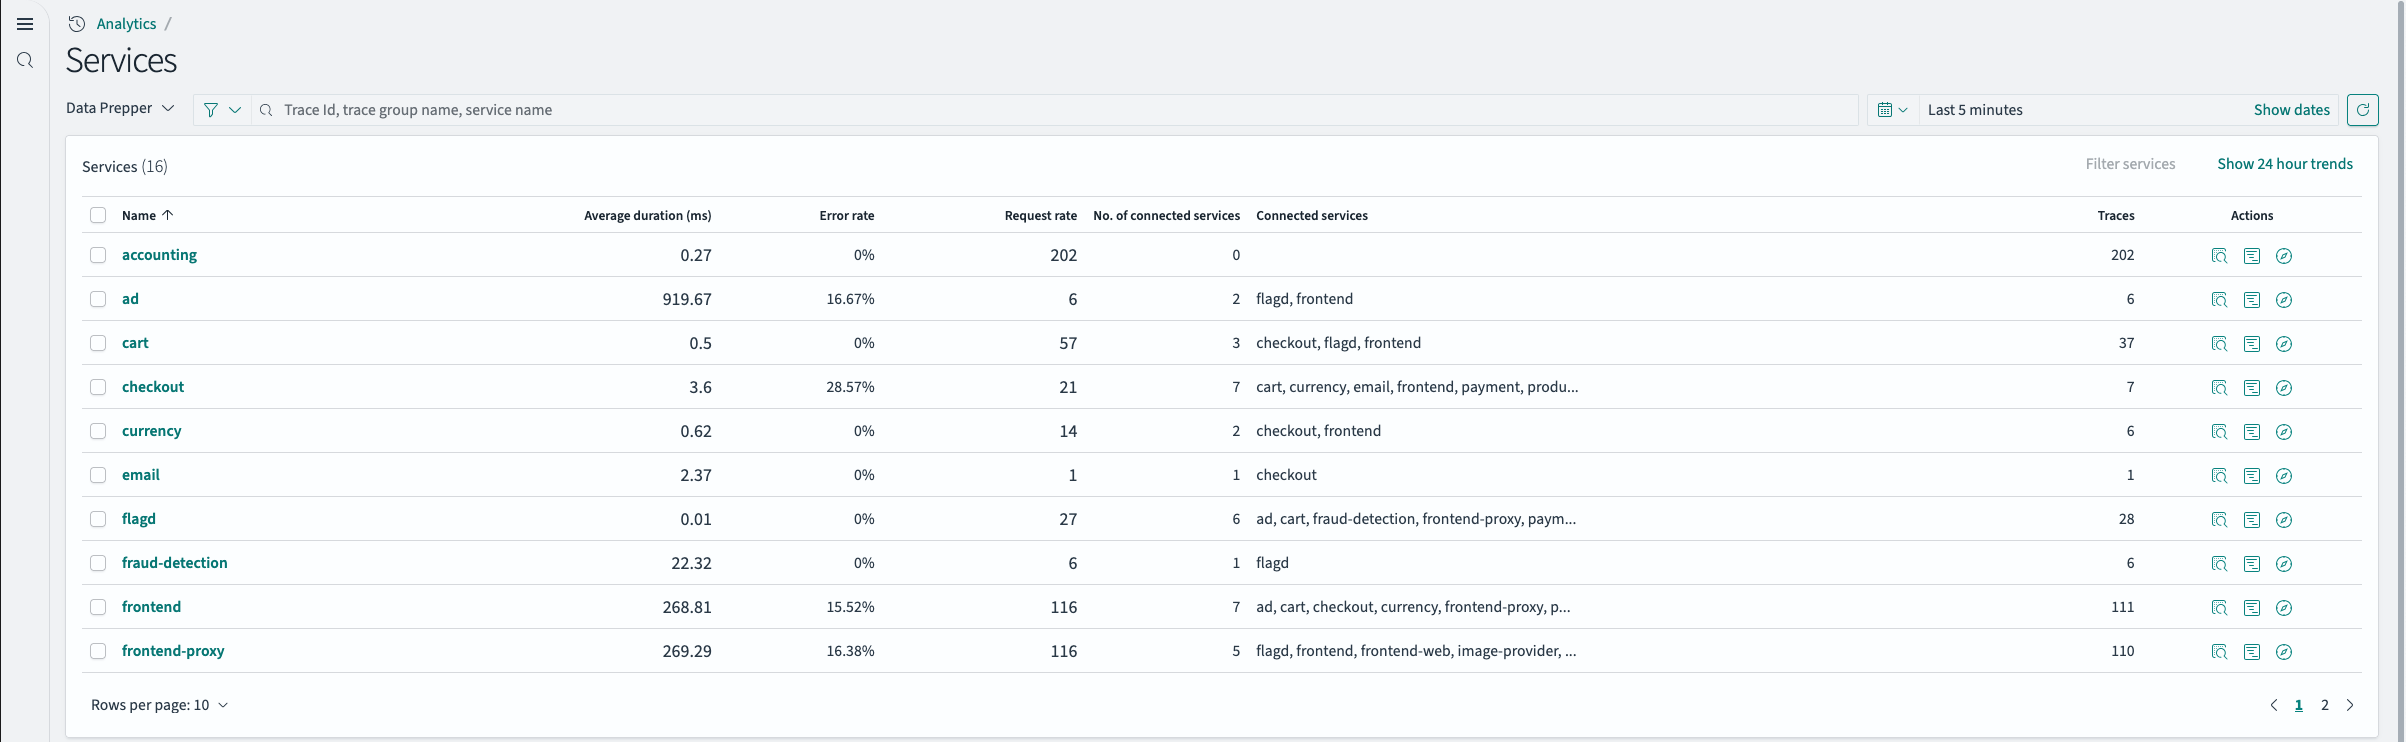 Analytics /
Services
Data Prepper
Trace Id, trace group name, service name
Last 5 minutes
Show dates
Services (16)
Filter services
Show 24 hour trends
Name Average duration (ms) Error rate Request rate No. of connected services Connected services Traces Actions
accounting 0.27 0% 202 0 202
ad 919.67 16.67% 6 2 flagd, frontend 6
cart 0.5 0% 57 3 checkout, flagd, frontend 37
checkout 3.6 28.57% 21 7 cart, currency, email, frontend, payment, produ... 7
currency 0.62 0% 14 2 checkout, frontend 6
email 2.37 0% 1 1 checkout 1
flagd 0.01 0% 27 6 ad, cart, fraud-detection, frontend-proxy, paym... 28
fraud-detection 22.32 0% 6 1 flagd 6
frontend 268.81 15.52% 116 7 ad, cart, checkout, currency, frontend-proxy, p... 111
frontend-proxy 269.29 16.38% 116 5 flagd, frontend, frontend-web, image-provider, ... 110
Rows per page: 10
1 2